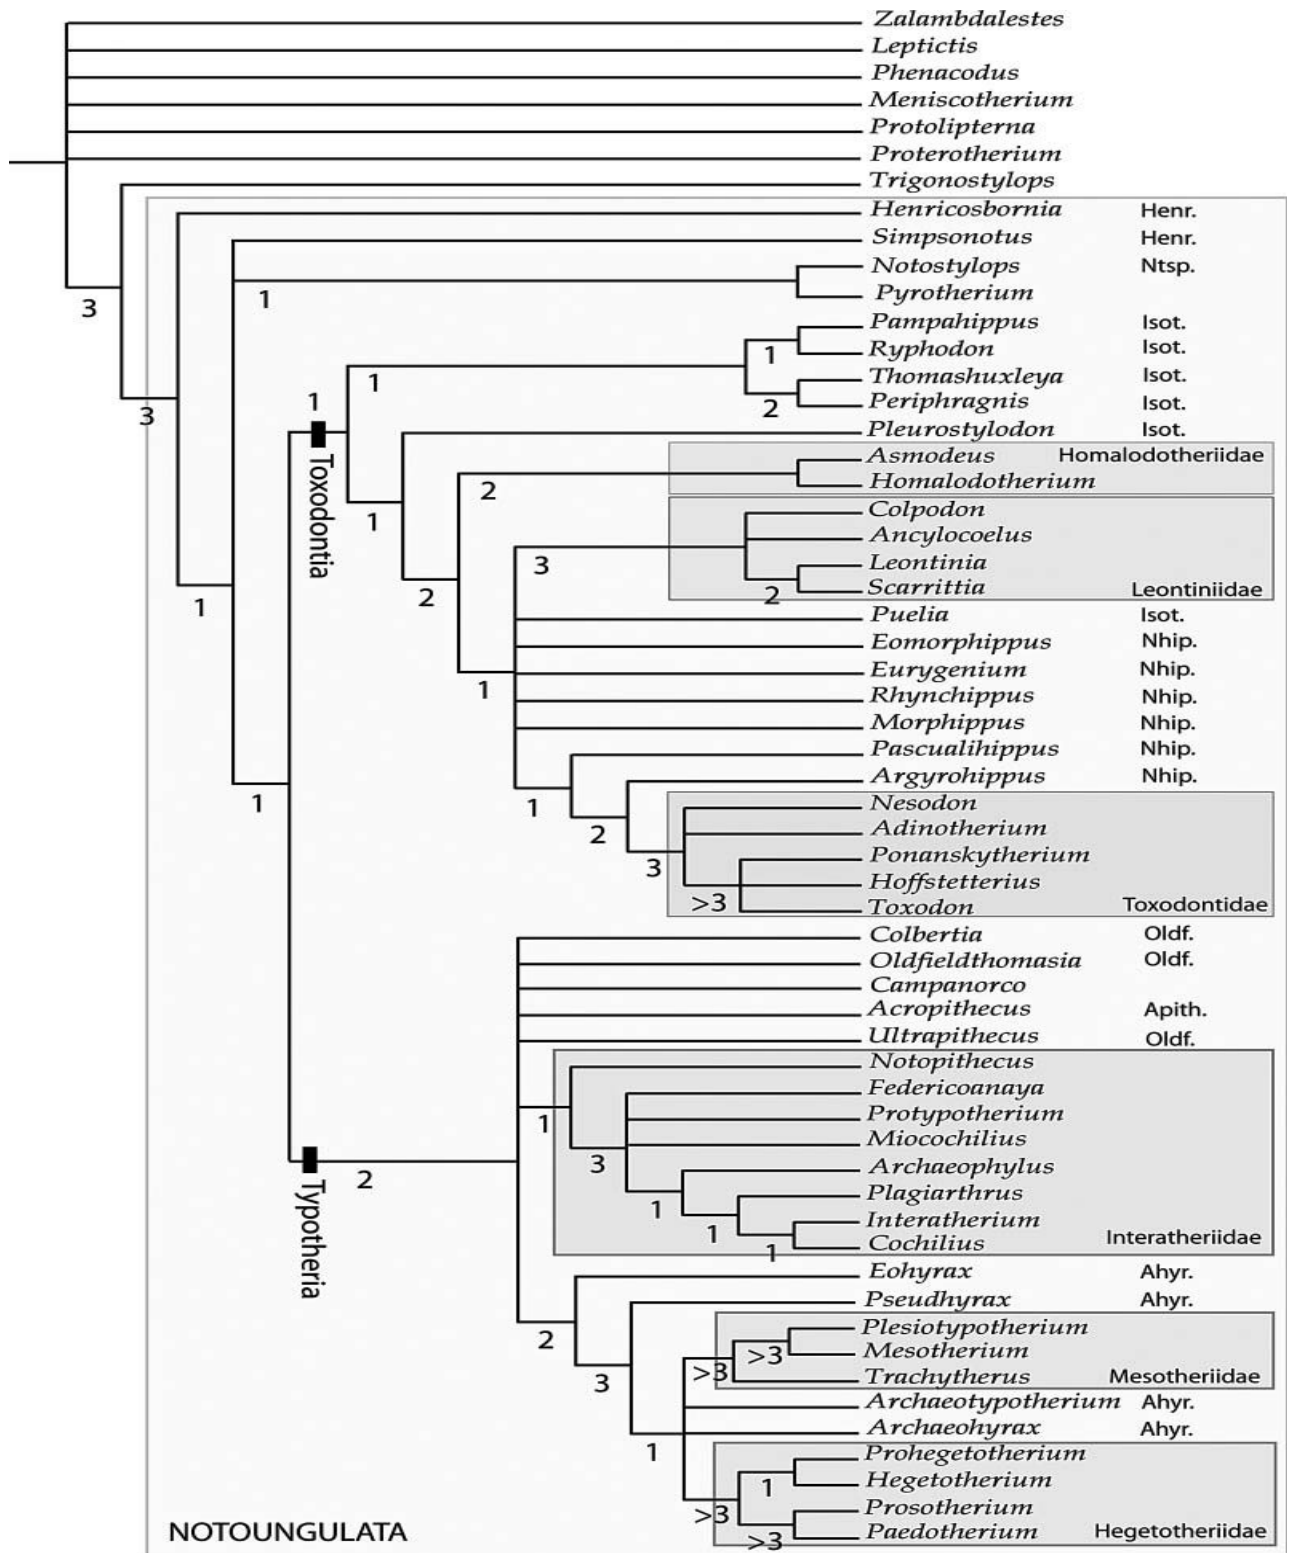 Zalambdalestes
Leptictis
Phenacodus
Meniscotherium
Protolipterna
Proterotherium
Trigonostylops
Henricosbornia Henr.
Simpsonotus Henr.
Notostylops Ntsp.
1
3
Pyrotherium
Pampahippus Isot.
1
Ryphodon Isot.
1
Thomashuxleya Isot.
1
2
Periphragnis Isot.
3
Pleurostylodon Isot.
Toxodontia
Asmodeus Homalodotheriidae
2
Homalodotherium
1
Colpodon
Ancylocoelus
3
Leontinia
2
Scarrittia Leontiniidae
1
2
Puelia Isot.
Eomorphippus Nhip.
Eurygenium Nhip.
1
Rhynchippus Nhip.
Morphippus Nhip.
Pascualihippus Nhip.
Argyrohippus Nhip.
1
1
Nesodon
2
Adinotherium
3
Ponanskytherium
Hoffstetterius
>3
Toxodon Toxodontidae
Colbertia Oldf.
Oldfieldthomasia Oldf.
Campanorco
Acropithecus Apith.
Ultrapithecus Oldf.
Notopithecus
Federicoanaya
1
Protypotherium
Miocochilius
3
Archaeophylus
2
Typotheria
Plagiarthrus
1
Interatherium
1
Cochilius Interatheriidae
1
Eohyrax Ahyr.
Pseudhyrax Ahyr.
2
Plesiotypotherium
>3
Mesotherium
>3
3
Trachytherus Mesotheriidae
Archaeotypotherium Ahyr.
Archaeohyrax Ahyr.
1
Prohegetotherium
1
Hegetotherium
>3
Prosotherium
>3
Paedotherium Hegetotheriidae
NOTOUNGULATA